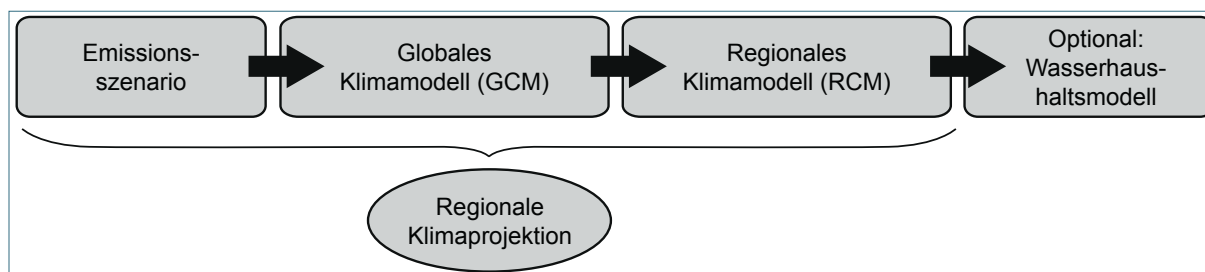 Emissions-
szenario
Globales
Klimamodell (GCM)
Regionales
Klimamodell (RCM)
Optional:
Wasserhaus-
haltsmodell
Regionale
Klimaprojektion